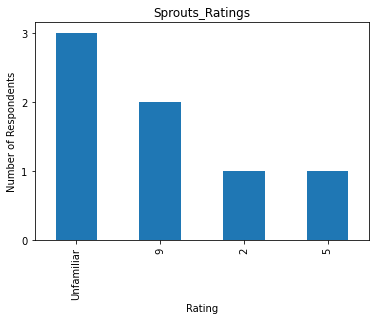 Sprouts_Ratings
Number of Respondents
3
2
1
0
Unfamiliar
9
2
5
Rating